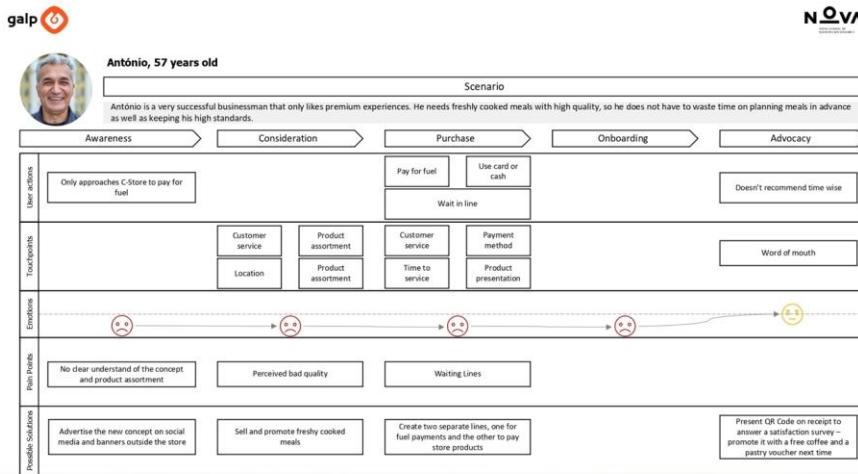 galp
NOVA
António, 57 years old
Scenario
António is a very successful businessman that only likes premium experiences. He needs freshly cooked meals with high quality, so he does not have to waste time on planning meals in advance
as well as keeping his high standards.
Awareness
Consideration
Purchase
Onboarding
Advocacy
User actions
Only approaches C-Store to pay for
fuel
Pay for fuel
Use card or
cash
Wait in line
Doesn't recommend time wise
Touchpoints
Customer
service
Product
assortment
Customer
service
Payment
method
Location
Product
assortment
Time to
service
Product
presentation
Word of mouth
Emotions
Pain Points
No clear understand of the concept
and product assortment
Perceived bad quality
Waiting Lines
Possible Solutions
Advertise the new concept on social
media and banners outside the store
Sell and promote freshy cooked
meals
Create two separate lines, one for
fuel payments and the other to pay
store products
Present QR Code on receipt to
answer a satisfaction survey –
promote it with a free coffee and a
pastry voucher next time